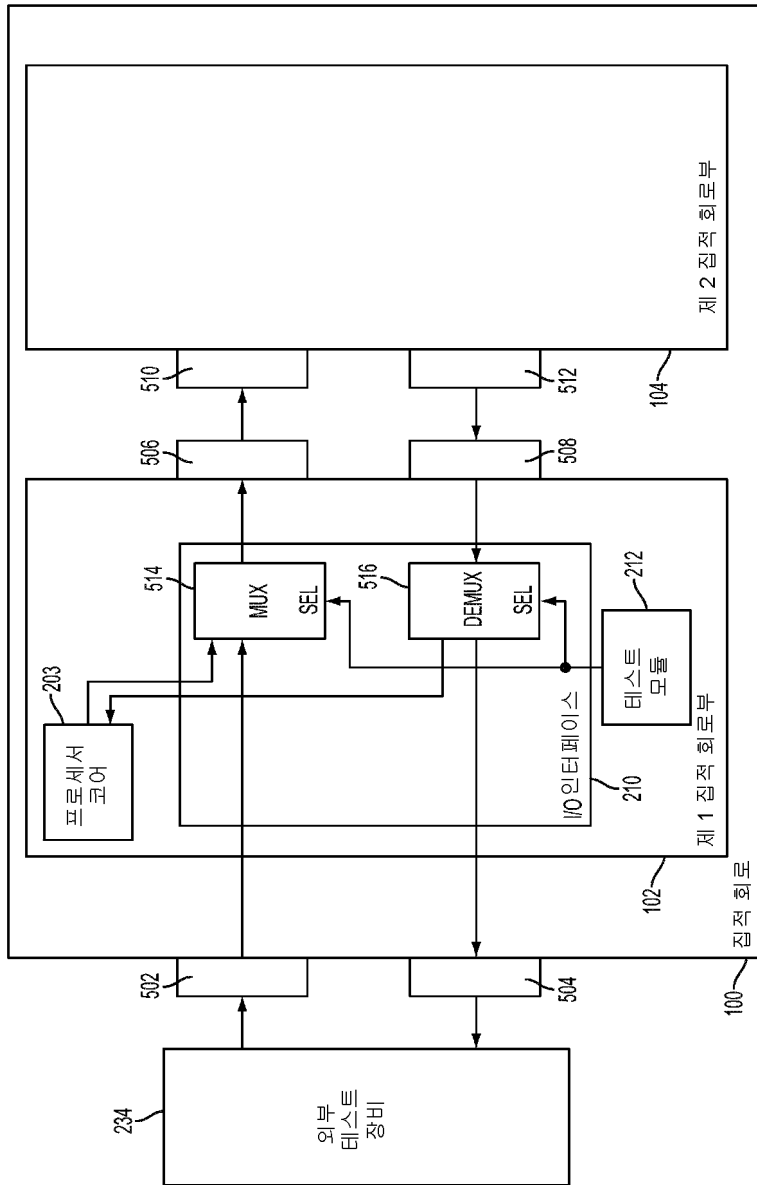 234
외부
테스트
장비
502
504
100
집적 회로
102
제 1 집적 회로부
203
프로세서
코어
514
MUX
SEL
516
DEMUX
SEL
I/O 인터페이스
210
212
테스트
모듈
506
508
510
512
104
제 2 집적 회로부